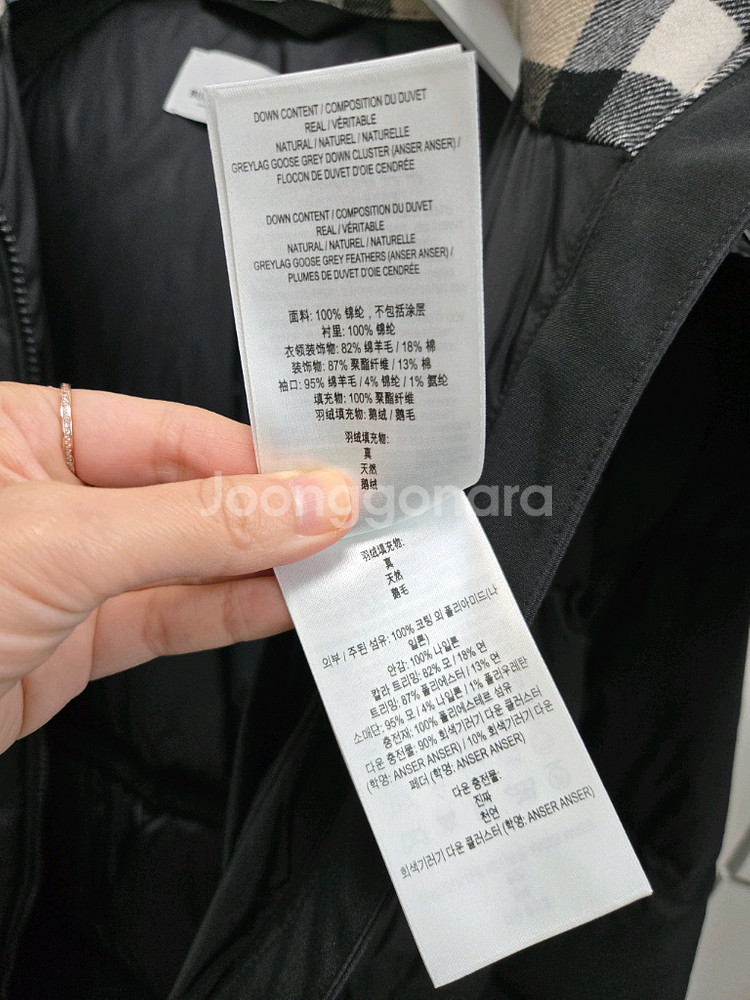 DOWN CONTENT / COMPOSITION DU DUVET
REAL / VÉRITABLE
NATURAL / NATUREL / NATURELLE
GREYLAG GOOSE GREY DOWN CLUSTER (ANSER ANSER) /
FLOCON DE DUVET D'OIE CENDRÉE
DOWN CONTENT / COMPOSITION DU DUVET
REAL / VÉRITABLE
NATURAL / NATUREL / NATURELLE
GREYLAG GOOSE GREY FEATHERS (ANSER ANSER) /
PLUMES DE DUVET D'OIE CENDRÉE
面料: 100% 锦纶 , 不包括涂层
衬里: 100% 锦纶
衣领装饰物: 82% 绵羊毛 / 18% 棉
装饰物: 87% 聚酯纤维 / 13% 棉
袖口: 95% 绵羊毛 / 4% 锦纶 / 1% 氨纶
填充物: 100% 聚酯纤维
羽绒填充物: 鹅绒 / 鹅毛
羽绒填充物:
真
天然
鹅绒
Joonggonara
羽绒填充物:
真
天然
鹅毛
외부 / 주된 섬유: 100% 코팅 외 폴리아미드(나
일론)
안감: 100% 나일론
칼라 트리밍: 82% 모 / 18% 면
트리밍: 87% 폴리에스터 / 13% 면
소매단: 95% 모 / 4% 나일론 / 1% 폴리우레탄
충전재: 100% 폴리에스테르 섬유
다운 충전물: 90% 회색기러기 다운 클러스터
(학명: ANSER ANSER) / 10% 회색기러기 다운
페더 (학명: ANSER ANSER)
다운 충전물:
진짜
천연
회색기러기 다운 클러스터 (학명: ANSER ANSER)